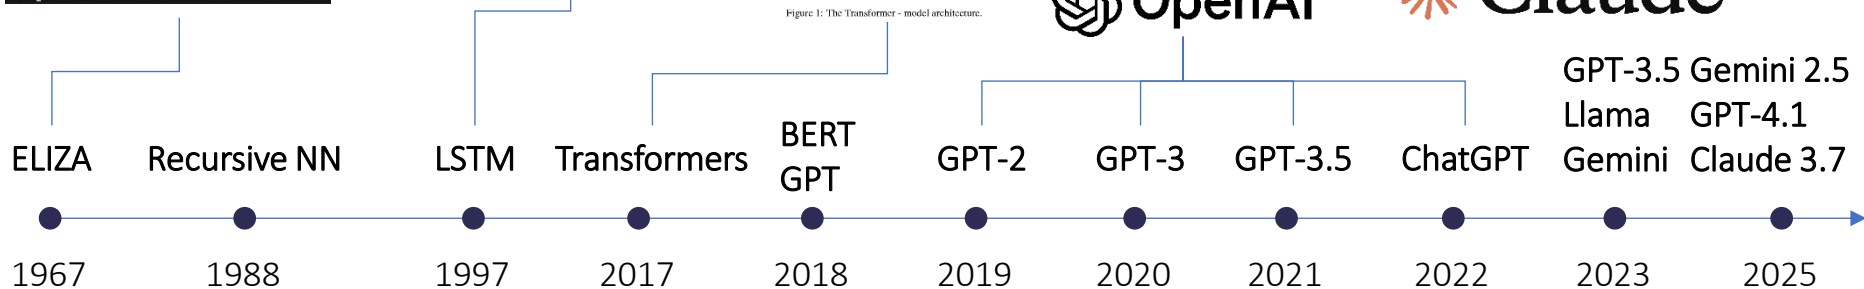 Figure 1: The Transformer - model architecture.
OpenAI
Claude
GPT-3.5 Gemini 2.5
Llama GPT-4.1
Gemini Claude 3.7
BERT
GPT
ELIZA Recursive NN LSTM Transformers GPT-2 GPT-3 GPT-3.5 ChatGPT
1967 1988 1997 2017 2018 2019 2020 2021 2022 2023 2025